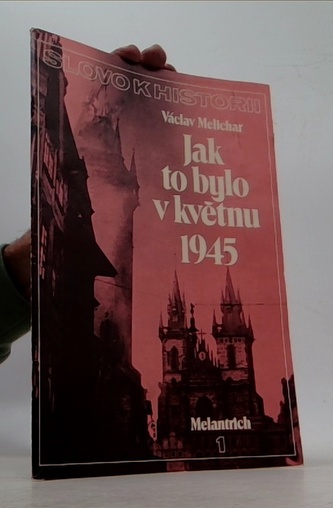 SLOVO K HISTORII
Václav Melichar
Jak
to bylo
v květnu
1945
Melantrich
1